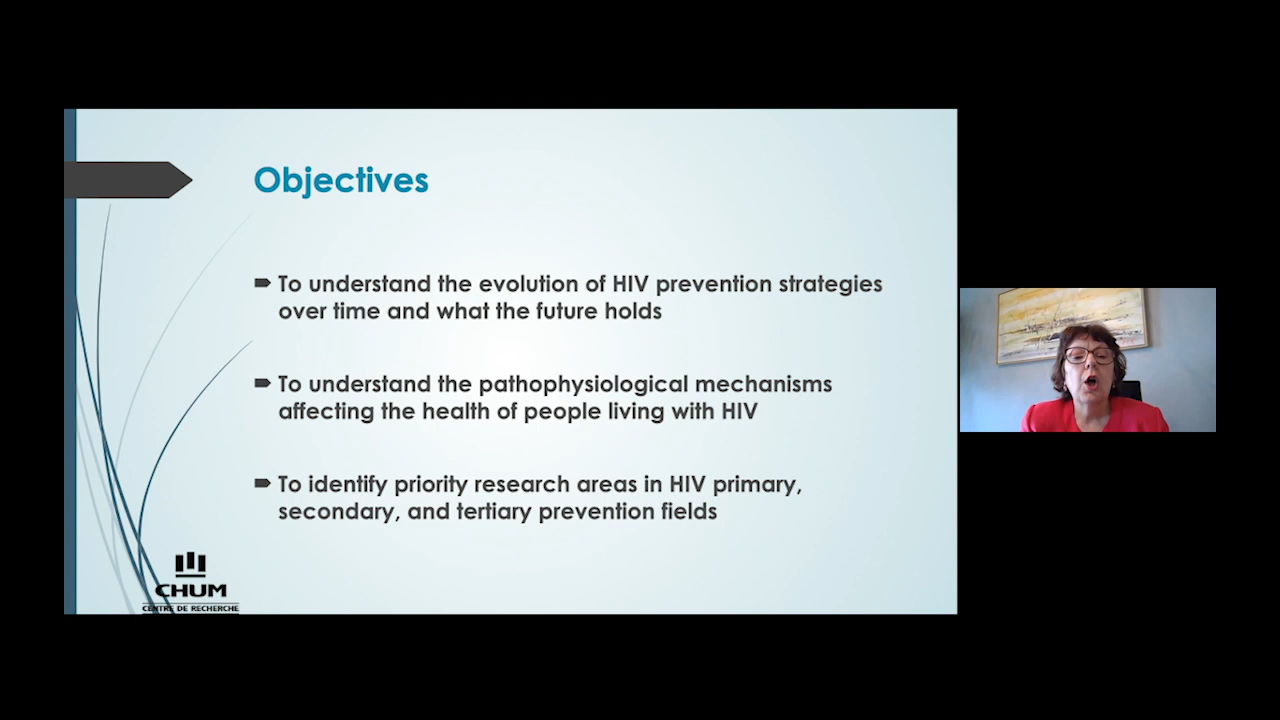 Objectives
To understand the evolution of HIV prevention strategies
over time and what the future holds
To understand the pathophysiological mechanisms
affecting the health of people living with HIV
To identify priority research areas in HIV primary,
secondary, and tertiary prevention fields
CHUM
CENTRE DE RECHERCHE